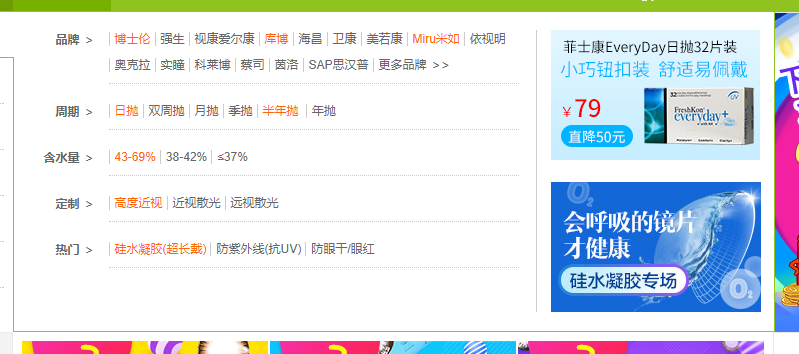 品牌 > 博士伦 强生 视康爱尔康 库博 海昌 卫康 美若康 Miru米如 依视明
奥克拉 实瞳 科莱博 蔡司 茵洛 SAP思汉普 更多品牌 >>
周期 > 日抛 双周抛 月抛 季抛 半年抛 年抛
含水量 > 43-69% 38-42% ≤37%
定制 > 高度近视 近视散光 远视散光
热门 > 硅水凝胶(超长戴) 防紫外线(抗UV) 防眼干/眼红
菲士康EveryDay日抛32片装
小巧钮扣装 舒适易佩戴
¥79
直降50元
FreshKon
everyday+
UV
会呼吸的镜片
才健康
硅水凝胶专场
O2
O2